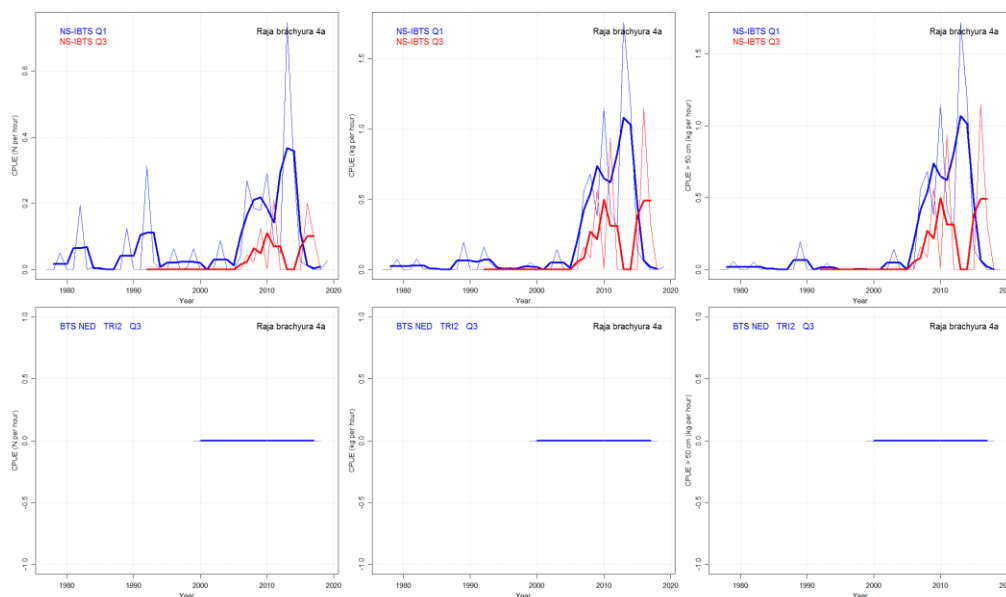 NS-IBTS Q1
NS-IBTS Q3
Raja brachyura 4a
CPUE (N per hour)
0.0 0.2 0.4 0.6
1980 1990 2000 2010 2020
Year
NS-IBTS Q1
NS-IBTS Q3
Raja brachyura 4a
CPUE (kg per hour)
0.0 0.5 1.0 1.5
1980 1990 2000 2010 2020
Year
NS-IBTS Q1
NS-IBTS Q3
Raja brachyura 4a
CPUE > 50 cm (kg per hour)
0.0 0.5 1.0 1.5
1980 1990 2000 2010 2020
Year
BTS NED TRI2 Q3
Raja brachyura 4a
CPUE (N per hour)
-1.0 -0.5 0.0 0.5 1.0
1980 1990 2000 2010 2020
Year
BTS NED TRI2 Q3
Raja brachyura 4a
CPUE (kg per hour)
-1.0 -0.5 0.0 0.5 1.0
1980 1990 2000 2010 2020
Year
BTS NED TRI2 Q3
Raja brachyura 4a
CPUE > 50 cm (kg per hour)
-1.0 -0.5 0.0 0.5 1.0
1980 1990 2000 2010 2020
Year